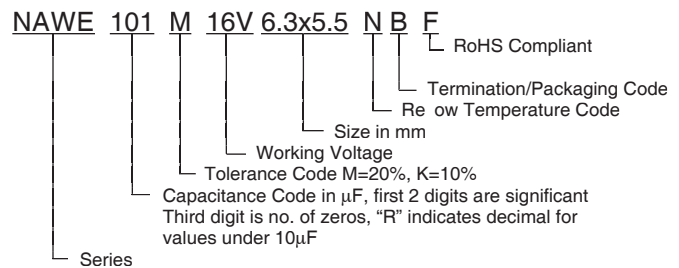 NAWE 101 M 16V 6.3x5.5 N B F
RoHS Compliant
Termination/Packaging Code
Re ow Temperature Code
Size in mm
Working Voltage
Tolerance Code M=20%, K=10%
Capacitance Code in μF, first 2 digits are significant
Third digit is no. of zeros, “R” indicates decimal for
values under 10μF
Series